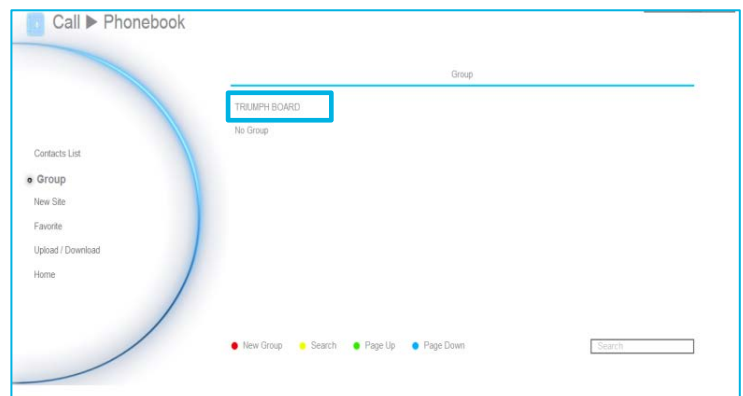 Call ▶ Phonebook
Group
TRIUMPH BOARD
No Group
Contacts List
Group
New Site
Favorite
Upload / Download
Home
New Group Search Page Up Page Down Search